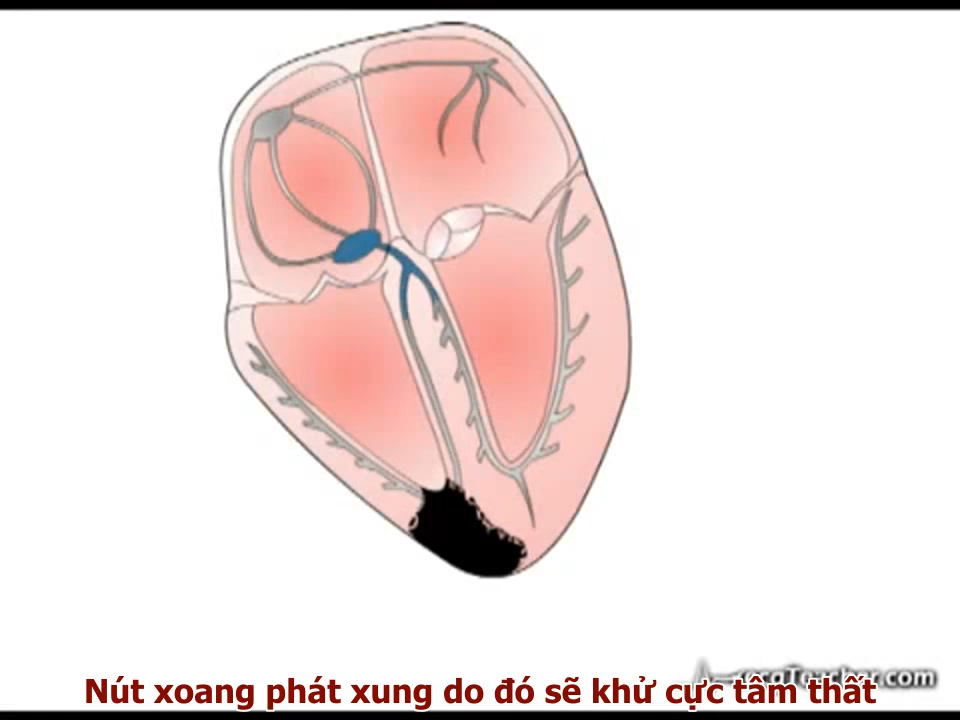 Nút xoang phát xung do đó sẽ khử cực tâm thất